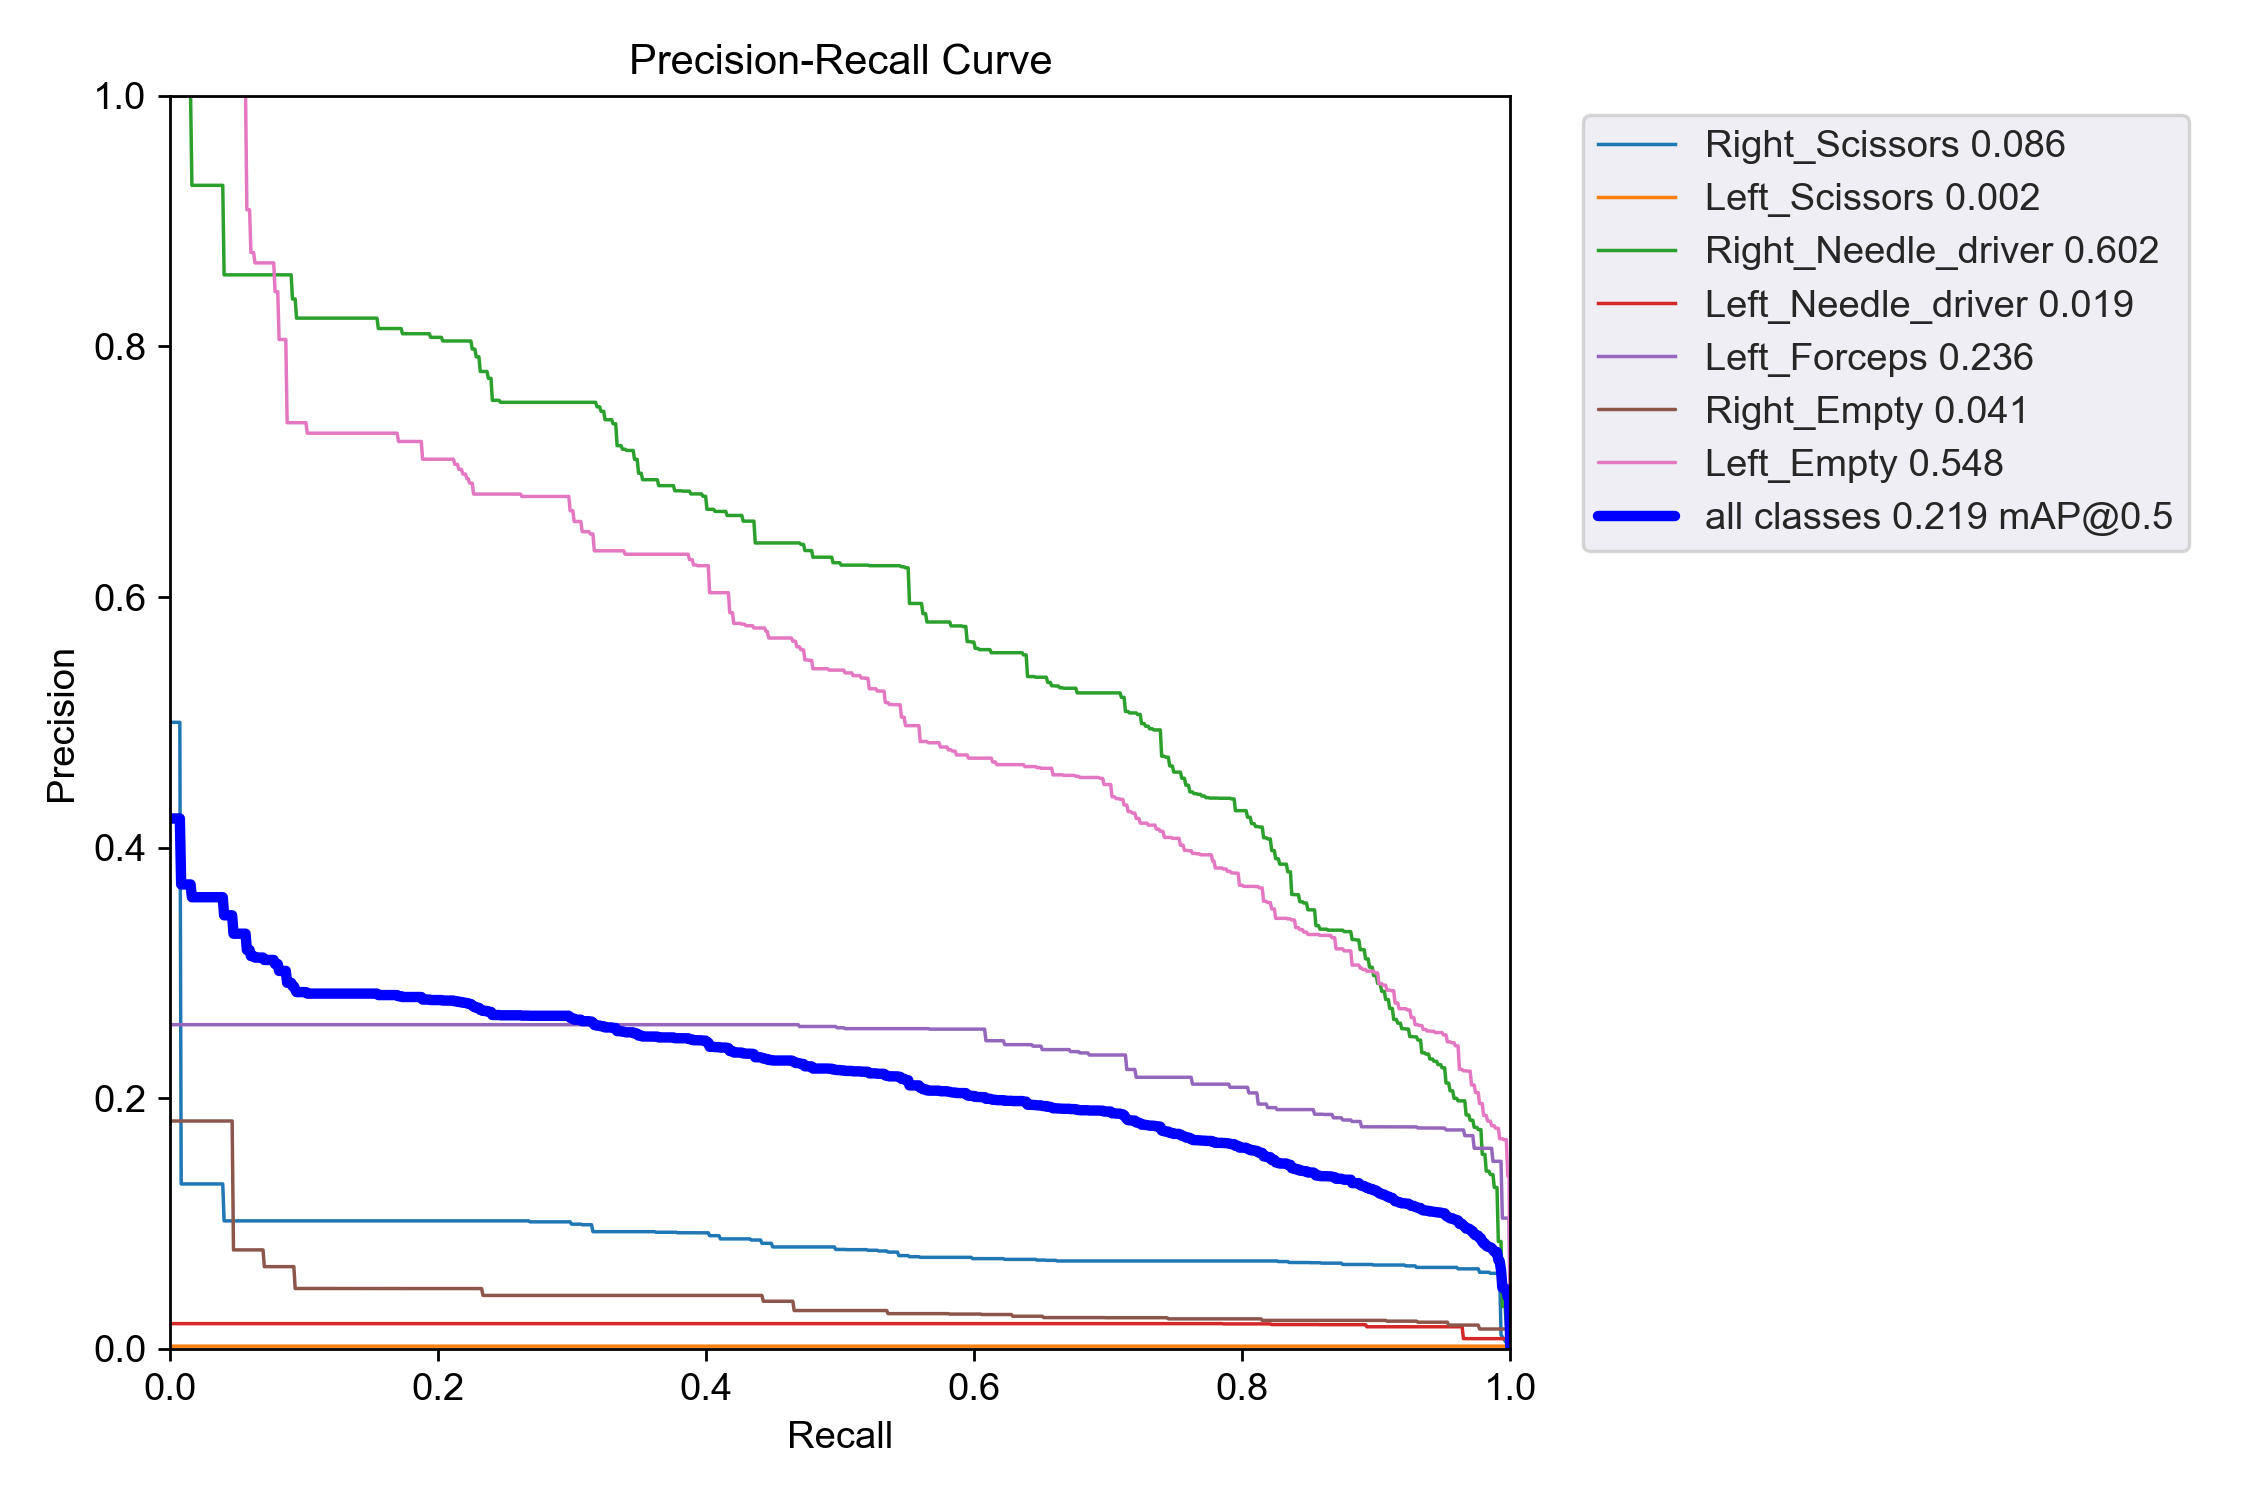 Precision-Recall Curve
1.0
0.8
0.6
0.4
0.2
0.0
Precision
0.0 0.2 0.4 0.6 0.8 1.0
Recall
Right_Scissors 0.086
Left_Scissors 0.002
Right_Needle_driver 0.602
Left_Needle_driver 0.019
Left_Forceps 0.236
Right_Empty 0.041
Left_Empty 0.548
all classes 0.219 mAP@0.5